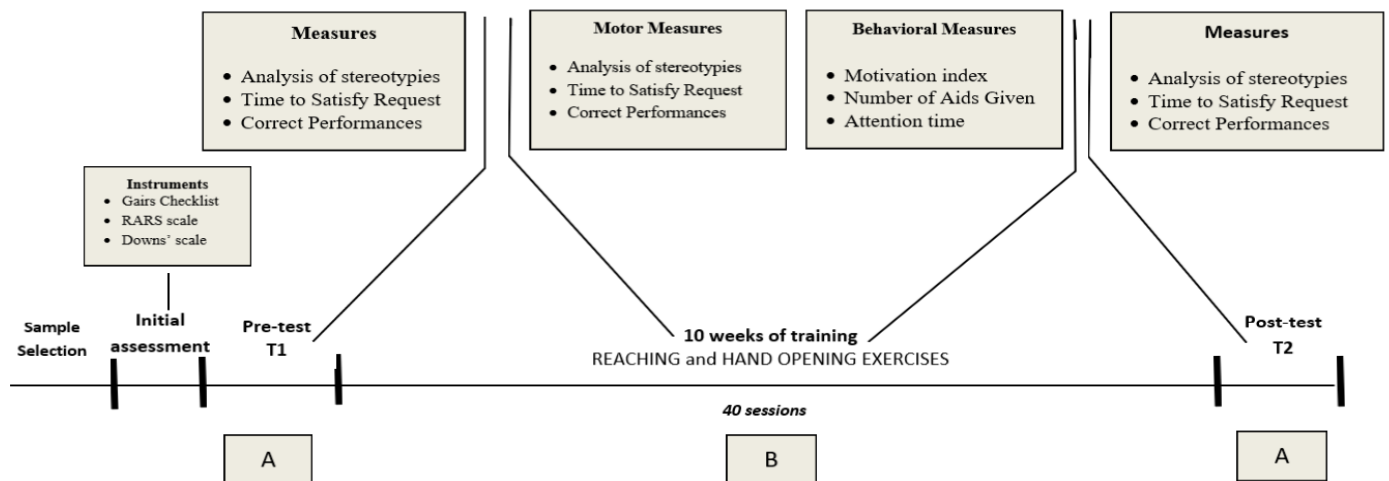 Measures
• Analysis of stereotypies
• Time to Satisfy Request
• Correct Performances
Motor Measures
• Analysis of stereotypies
• Time to Satisfy Request
• Correct Performances
Behavioral Measures
• Motivation index
• Number of Aids Given
• Attention time
Measures
• Analysis of stereotypies
• Time to Satisfy Request
• Correct Performances
Instruments
• Gairs Checklist
• RARS scale
• Downs' scale
Sample
Selection
Initial
assessment
Pre-test
T1
10 weeks of training
REACHING and HAND OPENING EXERCISES
Post-test
T2
40 sessions
A
B
A